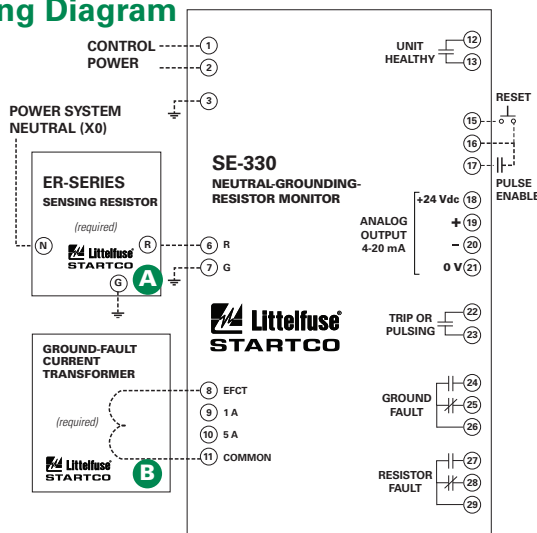 ng Diagram
CONTROL
POWER
1
2
3
POWER SYSTEM
NEUTRAL (X0)
ER-SERIES
SENSING RESISTOR
(required)
N
R
Littelfuse®
STARTCO
G
A
SE-330
NEUTRAL-GROUNDING-
RESISTOR MONITOR
6 R
7 G
Littelfuse®
STARTCO
GROUND-FAULT
CURRENT
TRANSFORMER
(required)
Littelfuse®
STARTCO
B
8 EFCT
9 1 A
10 5 A
11 COMMON
UNIT
HEALTHY
12
13
RESET
15
16
17
PULSE
ENABLE
ANALOG
OUTPUT
4-20 mA
+24 Vdc 18
+ 19
– 20
0 V 21
TRIP OR
PULSING
22
23
GROUND
FAULT
24
25
26
RESISTOR
FAULT
27
28
29